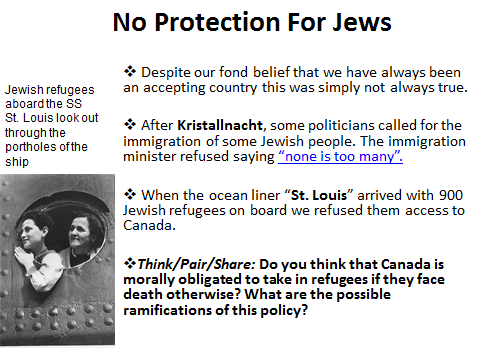 No Protection For Jews
Jewish refugees
aboard the SS
St. Louis look out
through the
portholes of the
ship
❖ Despite our fond belief that we have always been
an accepting country this was simply not always true.
❖ After Kristallnacht, some politicians called for the
immigration of some Jewish people. The immigration
minister refused saying “none is too many”.
❖ When the ocean liner “St. Louis” arrived with 900
Jewish refugees on board we refused them access to
Canada.
❖Think/Pair/Share: Do you think that Canada is
morally obligated to take in refugees if they face
death otherwise? What are the possible
ramifications of this policy?